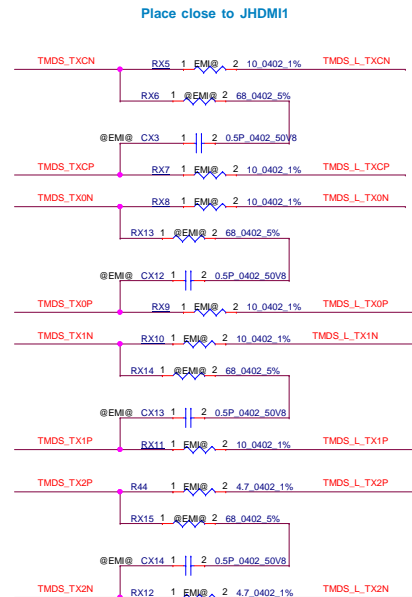 Place close to JHDMI1
TMDS_TXCN RX5 1 EMI@ 2 10_0402_1% TMDS_L_TXCN
RX6 1 @EMI@ 2 68_0402_5%
@EMI@ CX3 1 2 0.5P_0402_50V8
TMDS_TXCP RX7 1 EMI@ 2 10_0402_1% TMDS_L_TXCP
TMDS_TX0N RX8 1 EMI@ 2 10_0402_1% TMDS_L_TX0N
RX13 1 @EMI@ 2 68_0402_5%
@EMI@ CX12 1 2 0.5P_0402_50V8
TMDS_TX0P RX9 1 EMI@ 2 10_0402_1% TMDS_L_TX0P
TMDS_TX1N RX10 1 EMI@ 2 10_0402_1% TMDS_L_TX1N
RX14 1 @EMI@ 2 68_0402_5%
@EMI@ CX13 1 2 0.5P_0402_50V8
TMDS_TX1P RX11 1 EMI@ 2 10_0402_1% TMDS_L_TX1P
TMDS_TX2P R44 1 EMI@ 2 4.7_0402_1% TMDS_L_TX2P
RX15 1 @EMI@ 2 68_0402_5%
@EMI@ CX14 1 2 0.5P_0402_50V8
TMDS_TX2N RX12 1 EMI@ 2 4.7_0402_1% TMDS_L_TX2N